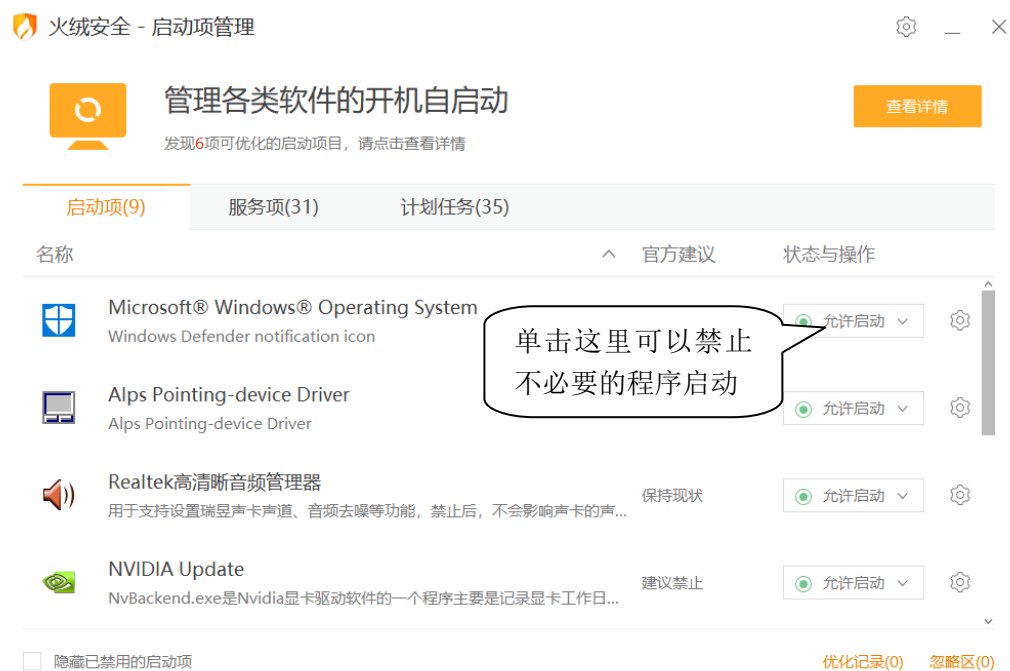 火绒安全 - 启动项管理
管理各类软件的开机自启动
查看详情
发现6项可优化的启动项目，请点击查看详情
启动项(9) 服务项(31) 计划任务(35)
名称 官方建议 状态与操作
Microsoft® Windows® Operating System
Windows Defender notification icon
允许启动
单击这里可以禁止
不必要的程序启动
Alps Pointing-device Driver
Alps Pointing-device Driver
允许启动
Realtek高清晰音频管理器
用于支持设置瑞昱声卡声道、音频去噪等功能，禁止后，不会影响声卡的声...
保持现状
允许启动
NVIDIA Update
NvBackend.exe是Nvidia显卡驱动软件的一个程序主要是记录显卡工作日...
建议禁止
允许启动
隐藏已禁用的启动项
优化记录(0) 忽略区(0)